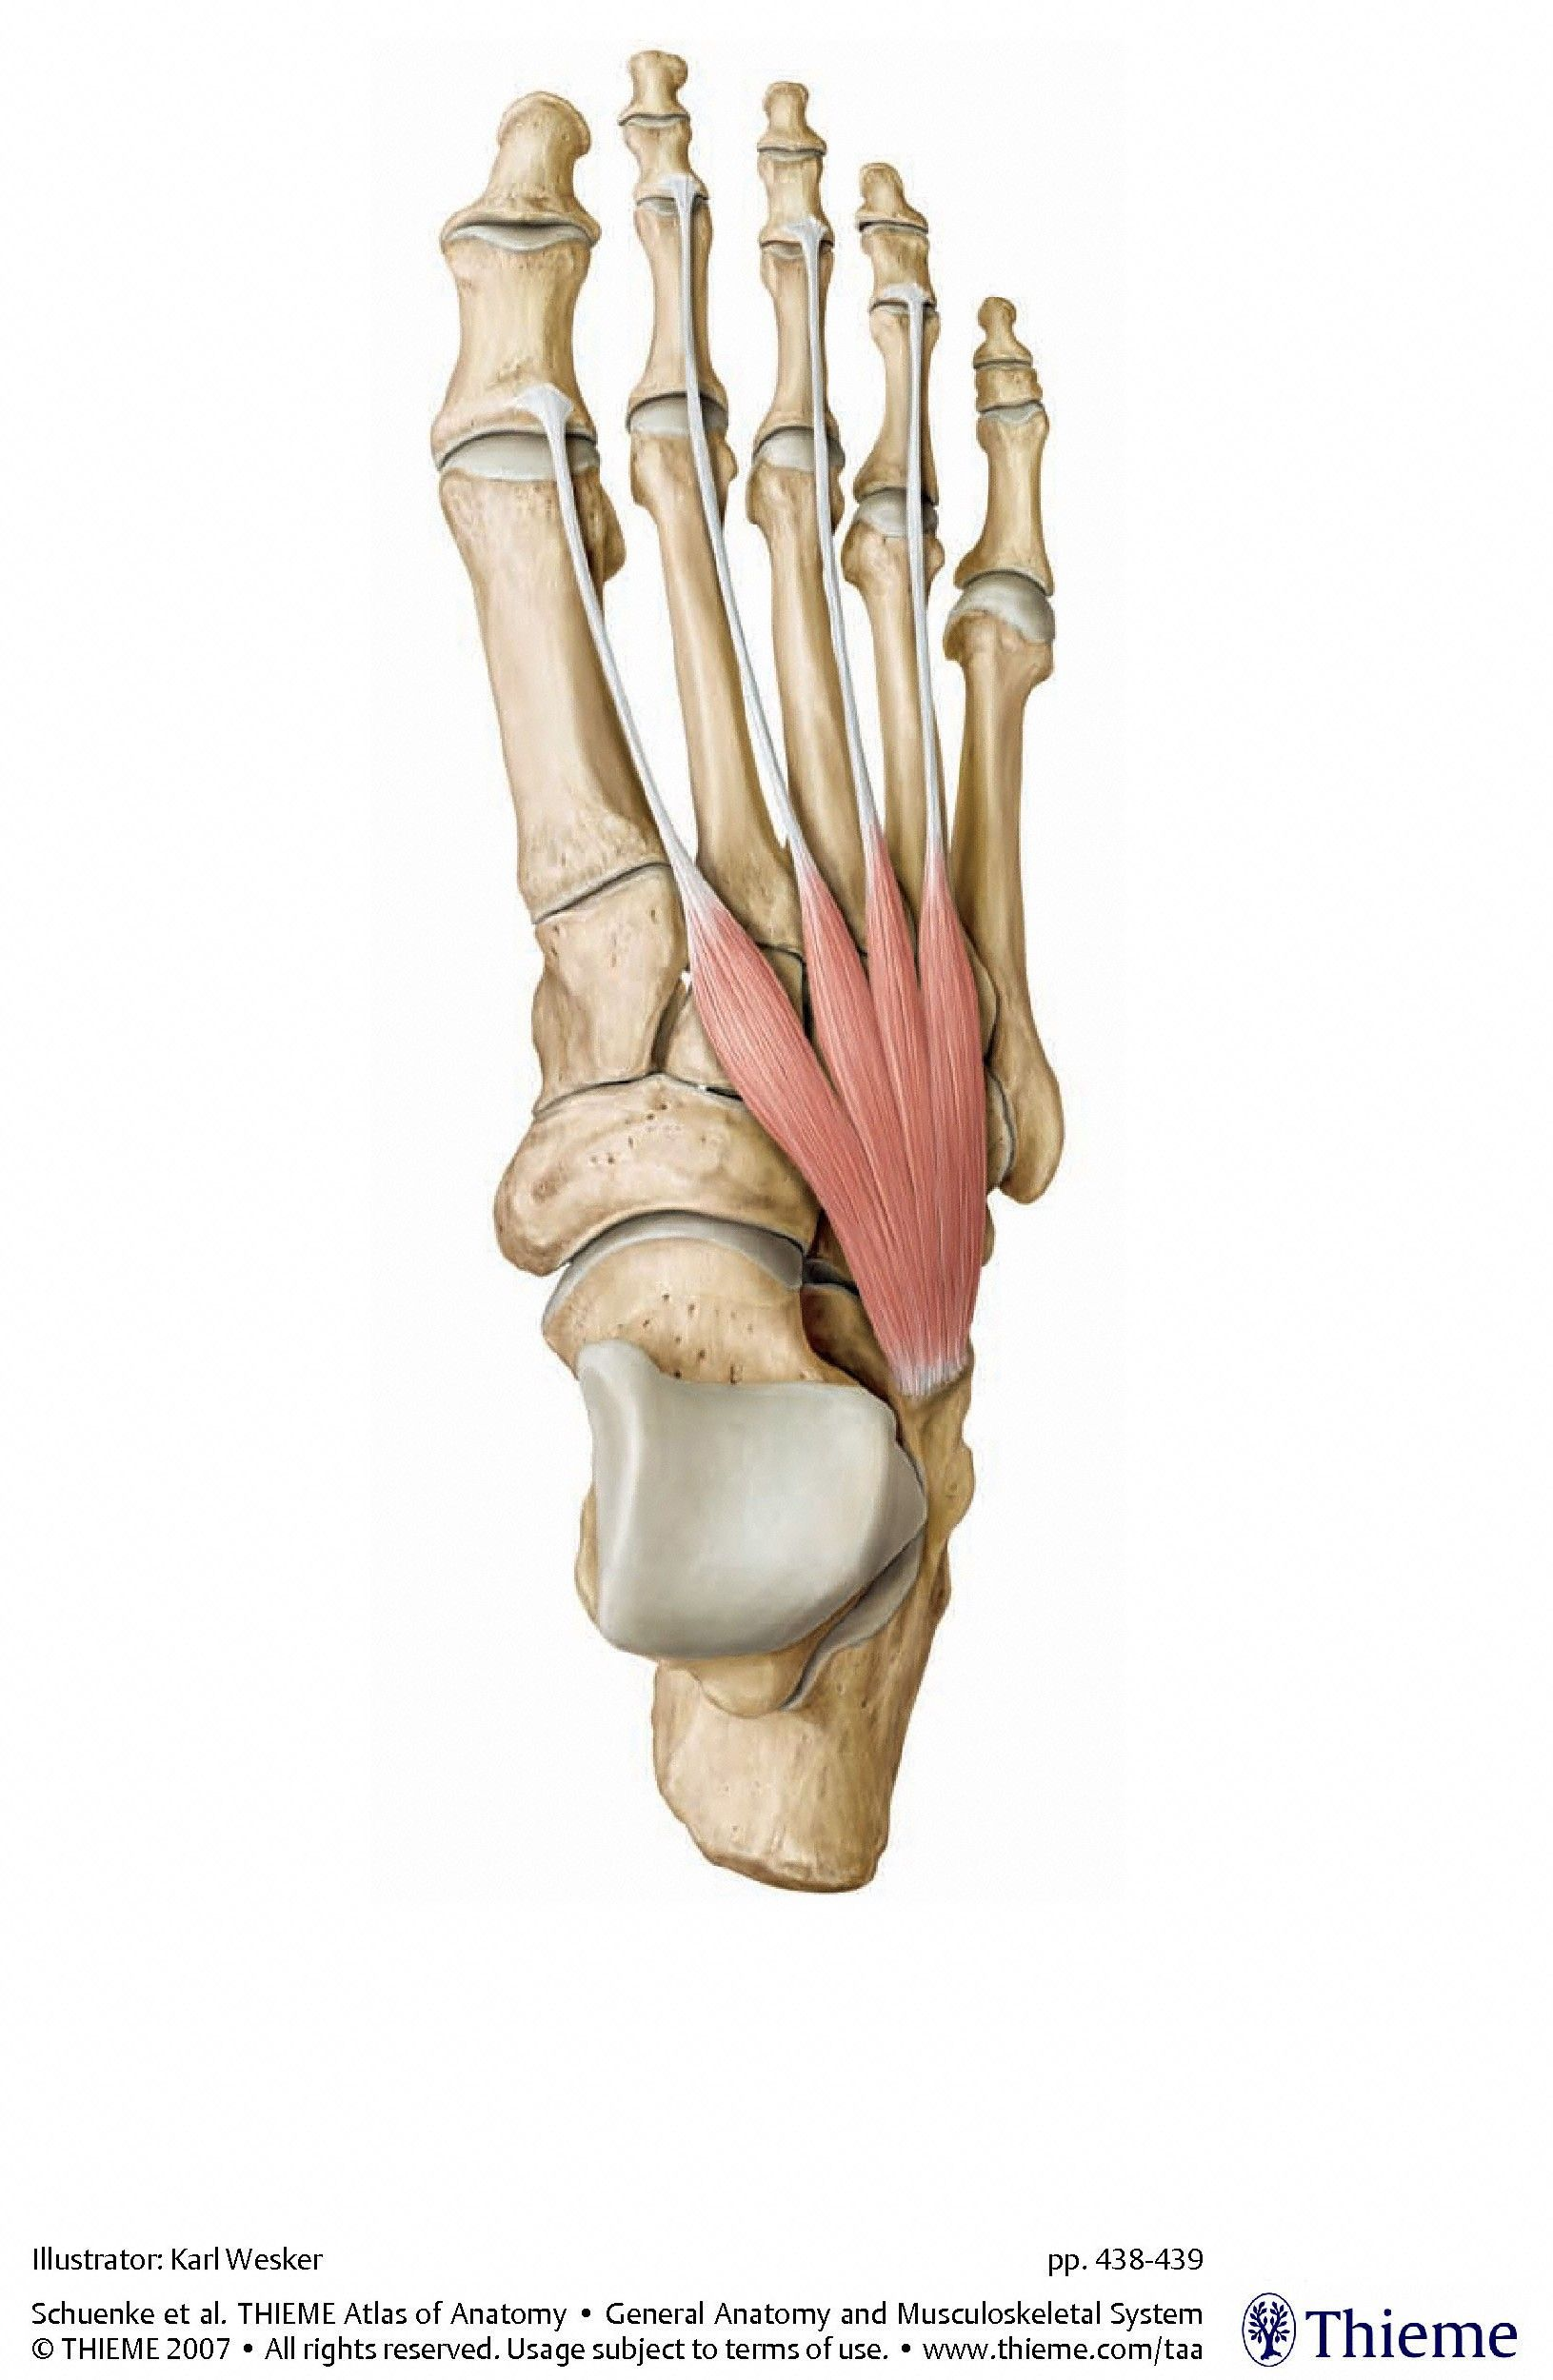 Illustrator: Karl Wesker
pp. 438-439
Schuenke et al. THIEME Atlas of Anatomy • General Anatomy and Musculoskeletal System
© THIEME 2007 • All rights reserved. Usage subject to terms of use. • www.thieme.com/taa
Thieme